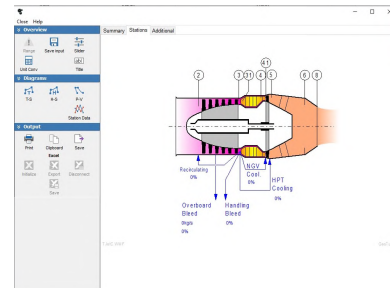 Close Help
Overview
Summary Stations Additional
Range Save input Slider
Unit Conv Title
Diagrams
T-S H-S P-V
Station Data
Output
Print Clipboard Save
Excel
Initialize Export Disconnect
Save
2 3 31 4 41 5 6 8
Recirculating
0%
NGV
Cool.
0%
HPT
Cooling
0%
Overboard
Bleed
0kg/s
0%
Handling
Bleed
0%